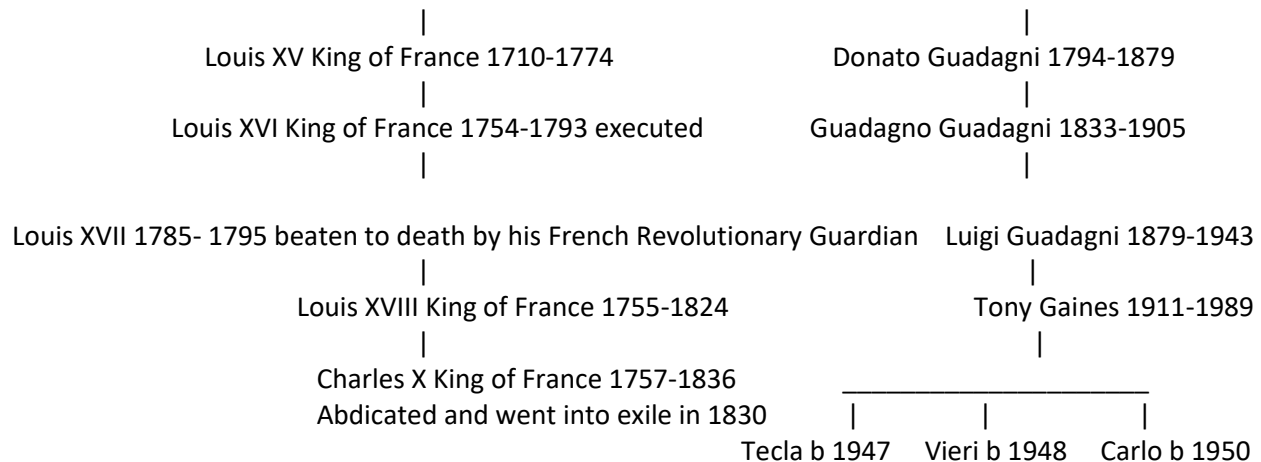 Louis XV King of France 1710-1774 Donato Guadagni 1794-1879
Louis XVI King of France 1754-1793 executed Guadagno Guadagni 1833-1905
Louis XVII 1785- 1795 beaten to death by his French Revolutionary Guardian Luigi Guadagni 1879-1943
Louis XVIII King of France 1755-1824 Tony Gaines 1911-1989
Charles X King of France 1757-1836
Abdicated and went into exile in 1830
Tecla b 1947 Vieri b 1948 Carlo b 1950